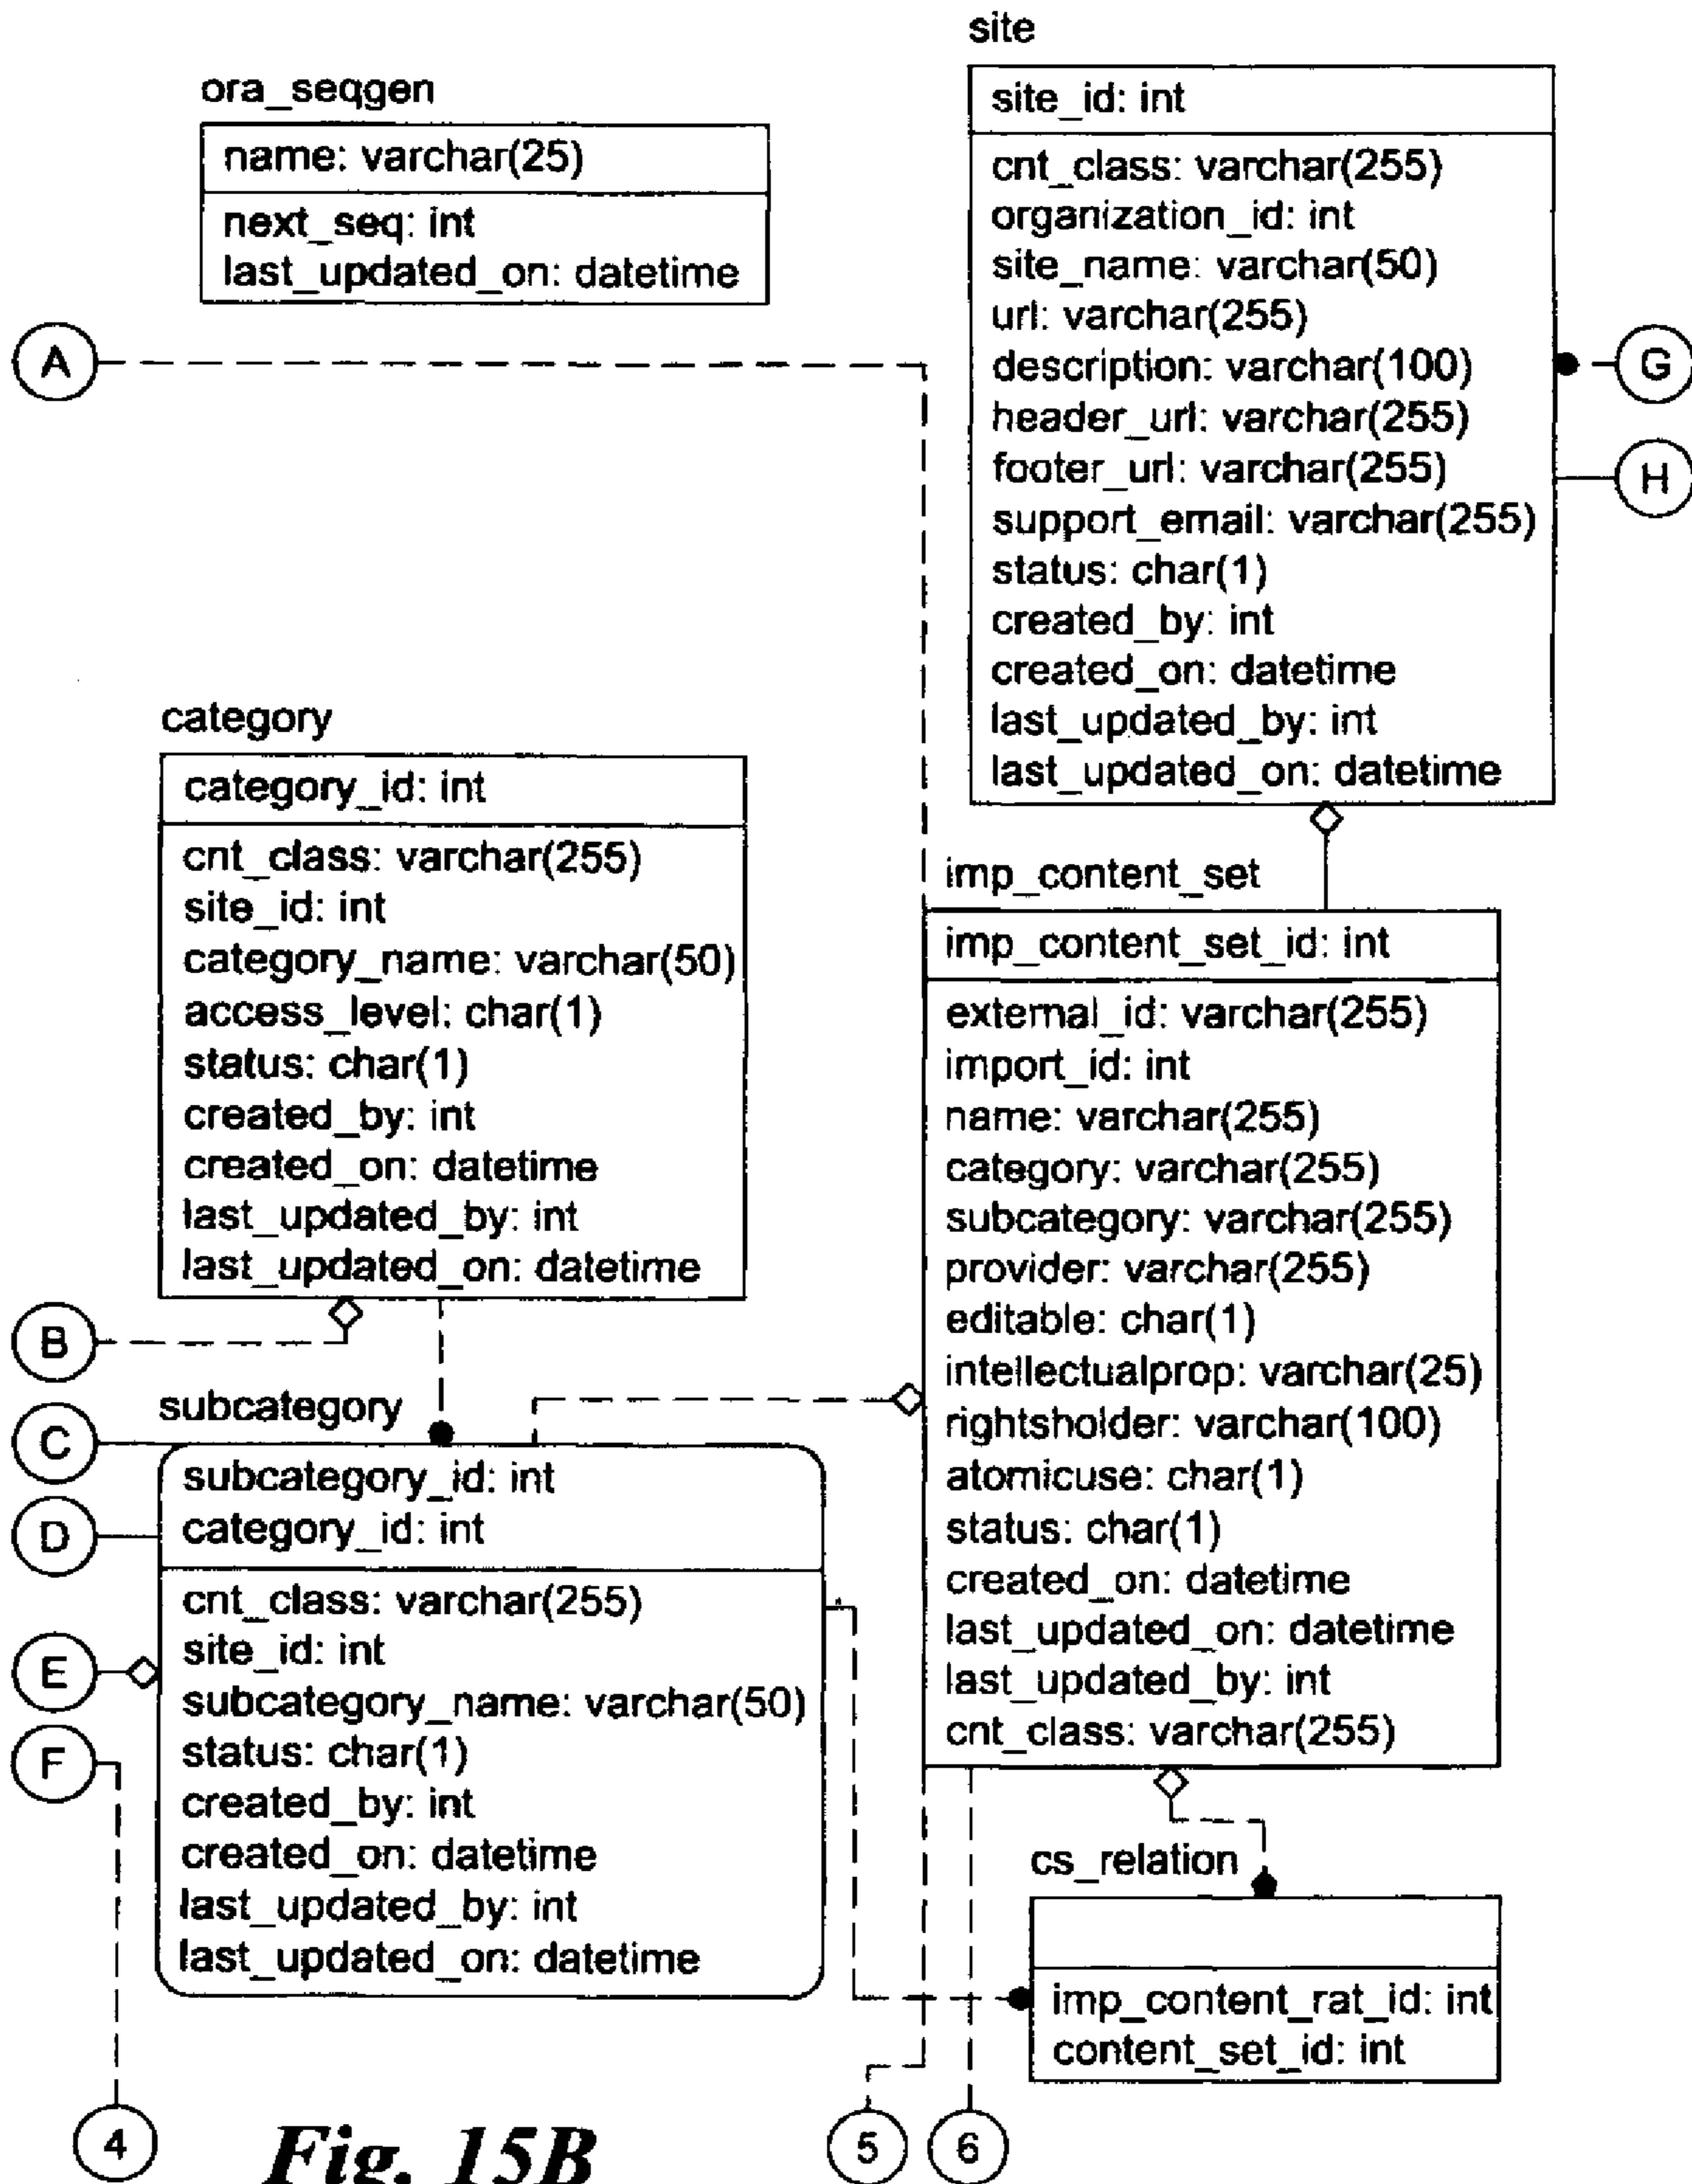 site
site_id: int
cnt_class: varchar(255)
organization_id: int
site_name: varchar(50)
url: varchar(255)
description: varchar(100)
header_url: varchar(255)
footer_url: varchar(255)
support_email: varchar(255)
status: char(1)
created_by: int
created_on: datetime
last_updated_by: int
last_updated_on: datetime
ora_seqgen
name: varchar(25)
next_seq: int
last_updated_on: datetime
A
G
H
category
category_id: int
cnt_class: varchar(255)
site_id: int
category_name: varchar(50)
access_level: char(1)
status: char(1)
created_by: int
created_on: datetime
last_updated_by: int
last_updated_on: datetime
imp_content_set
imp_content_set_id: int
external_id: varchar(255)
import_id: int
name: varchar(255)
category: varchar(255)
subcategory: varchar(255)
provider: varchar(255)
editable: char(1)
intellectualprop: varchar(25)
rightsholder: varchar(100)
atomicuse: char(1)
status: char(1)
created_on: datetime
last_updated_on: datetime
last_updated_by: int
cnt_class: varchar(255)
B
C
D
E
F
subcategory
subcategory_id: int
category_id: int
cnt_class: varchar(255)
site_id: int
subcategory_name: varchar(50)
status: char(1)
created_by: int
created_on: datetime
last_updated_by: int
last_updated_on: datetime
cs_relation
imp_content_rat_id: int
content_set_id: int
4
5
6
Fig. 15B